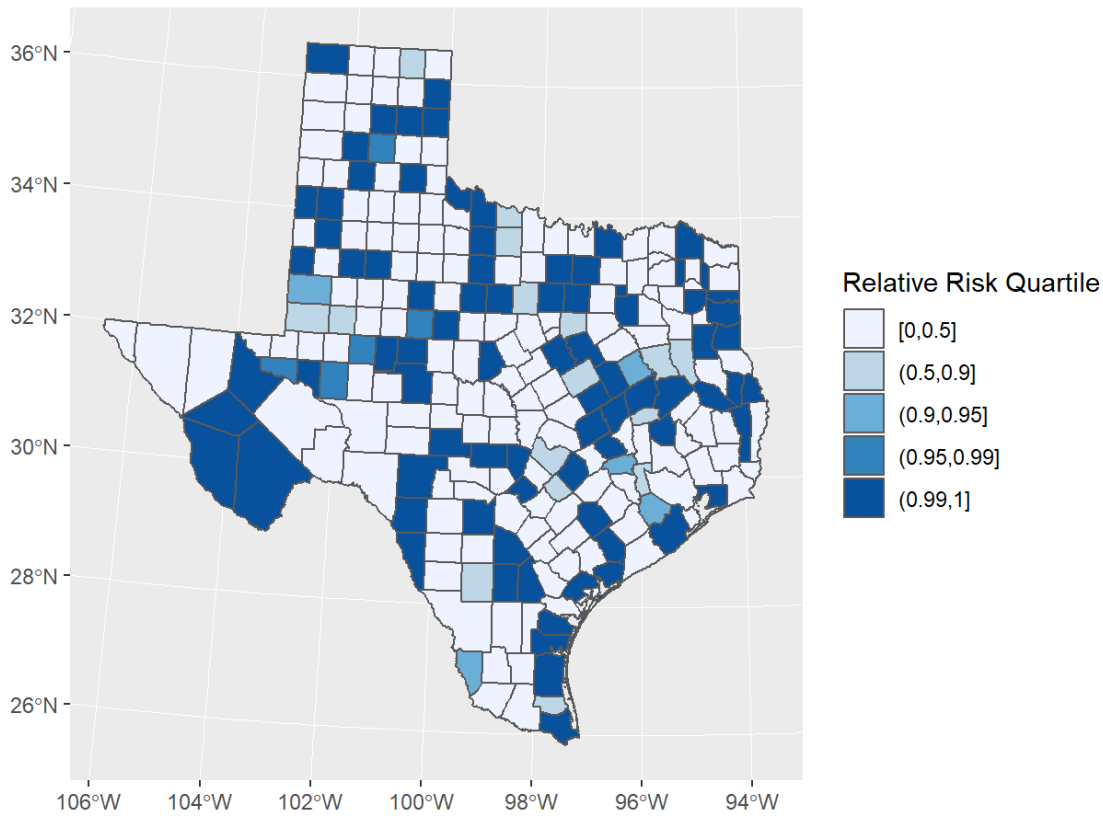 36°N
34°N
32°N
30°N
28°N
26°N
106°W 104°W 102°W 100°W 98°W 96°W 94°W
Relative Risk Quartile
[0,0.5]
(0.5,0.9]
(0.9,0.95]
(0.95,0.99]
(0.99,1]